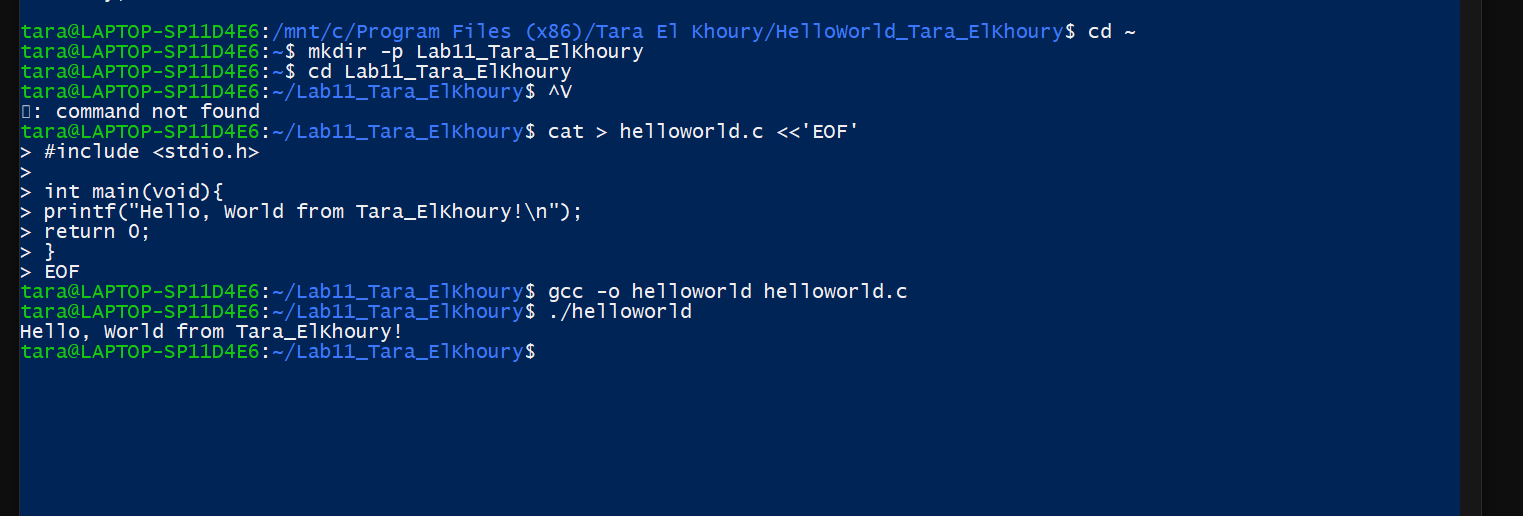 tara@LAPTOP-SP11D4E6:/mnt/c/Program Files (x86)/Tara El Khoury/HelloWorld_Tara_ElKhoury$ cd ~
tara@LAPTOP-SP11D4E6:~$ mkdir -p Lab11_Tara_ElKhoury
tara@LAPTOP-SP11D4E6:~$ cd Lab11_Tara_ElKhoury
tara@LAPTOP-SP11D4E6:~/Lab11_Tara_ElKhoury$ ^V
: command not found
tara@LAPTOP-SP11D4E6:~/Lab11_Tara_ElKhoury$ cat > helloworld.c <<'EOF'
> #include <stdio.h>
>
> int main(void){
> printf("Hello, World from Tara_ElKhoury!\n");
> return 0;
> }
> EOF
tara@LAPTOP-SP11D4E6:~/Lab11_Tara_ElKhoury$ gcc -o helloworld helloworld.c
tara@LAPTOP-SP11D4E6:~/Lab11_Tara_ElKhoury$ ./helloworld
Hello, World from Tara_ElKhoury!
tara@LAPTOP-SP11D4E6:~/Lab11_Tara_ElKhoury$